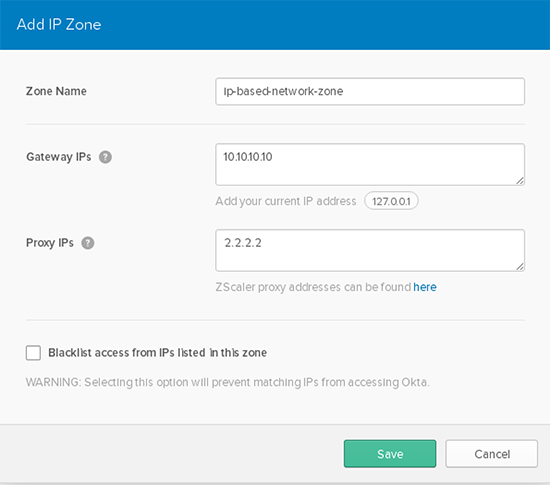 Add IP Zone
Zone Name
ip-based-network-zone
Gateway IPs ?
10.10.10.10
Add your current IP address 127.0.0.1
Proxy IPs ?
2.2.2.2
ZScaler proxy addresses can be found here
Blacklist access from IPs listed in this zone
WARNING: Selecting this option will prevent matching IPs from accessing Okta.
Save Cancel